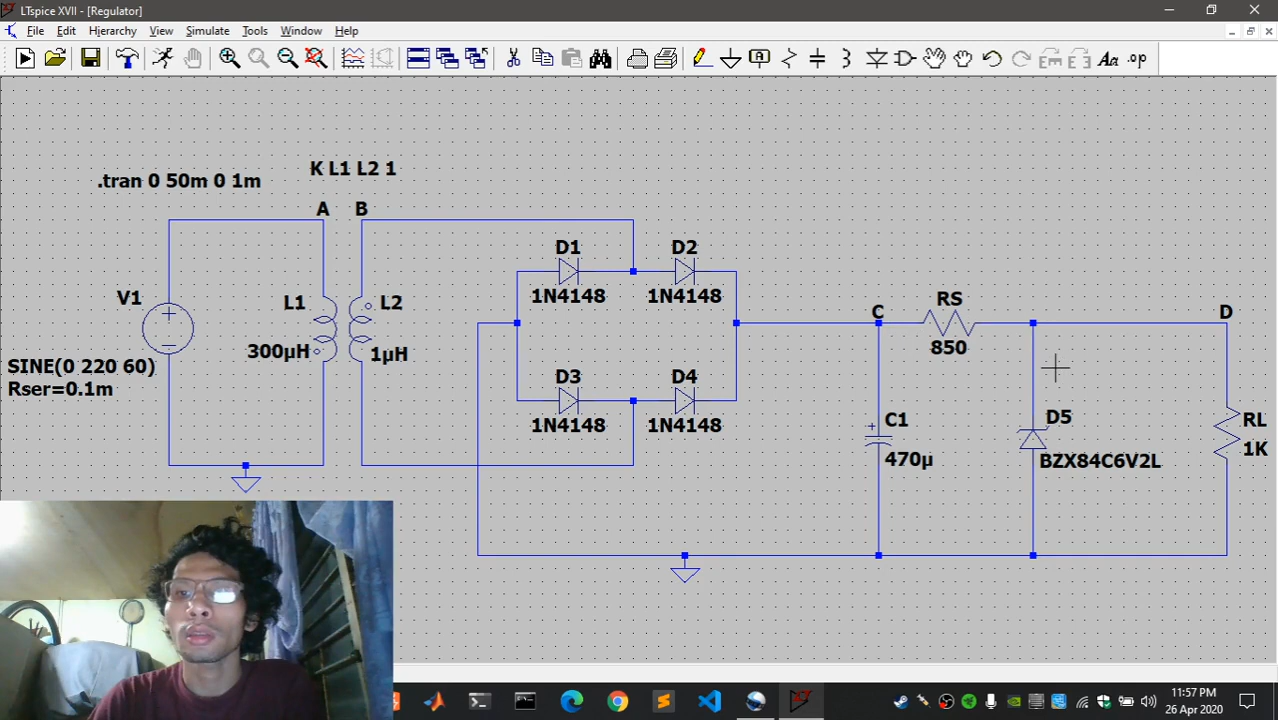 LTspice XVII - [Regulator]
File Edit Hierarchy View Simulate Tools Window Help
.op
K L1 L2 1
.tran 0 50m 0 1m
A B
D1 D2
1N4148 1N4148
V1
L1 L2
300µH 1µH
SINE(0 220 60)
Rser=0.1m
D3 D4
1N4148 1N4148
C
RS
850
D
C1
470µ
D5
BZX84C6V2L
RL
1K
11:57 PM
26 Apr 2020